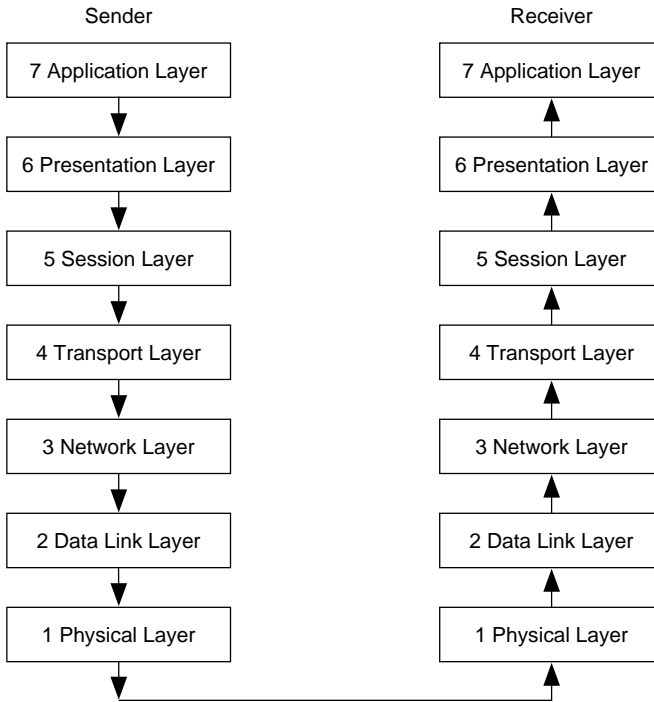 Sender
Receiver
7 Application Layer
7 Application Layer
6 Presentation Layer
6 Presentation Layer
5 Session Layer
5 Session Layer
4 Transport Layer
4 Transport Layer
3 Network Layer
3 Network Layer
2 Data Link Layer
2 Data Link Layer
1 Physical Layer
1 Physical Layer